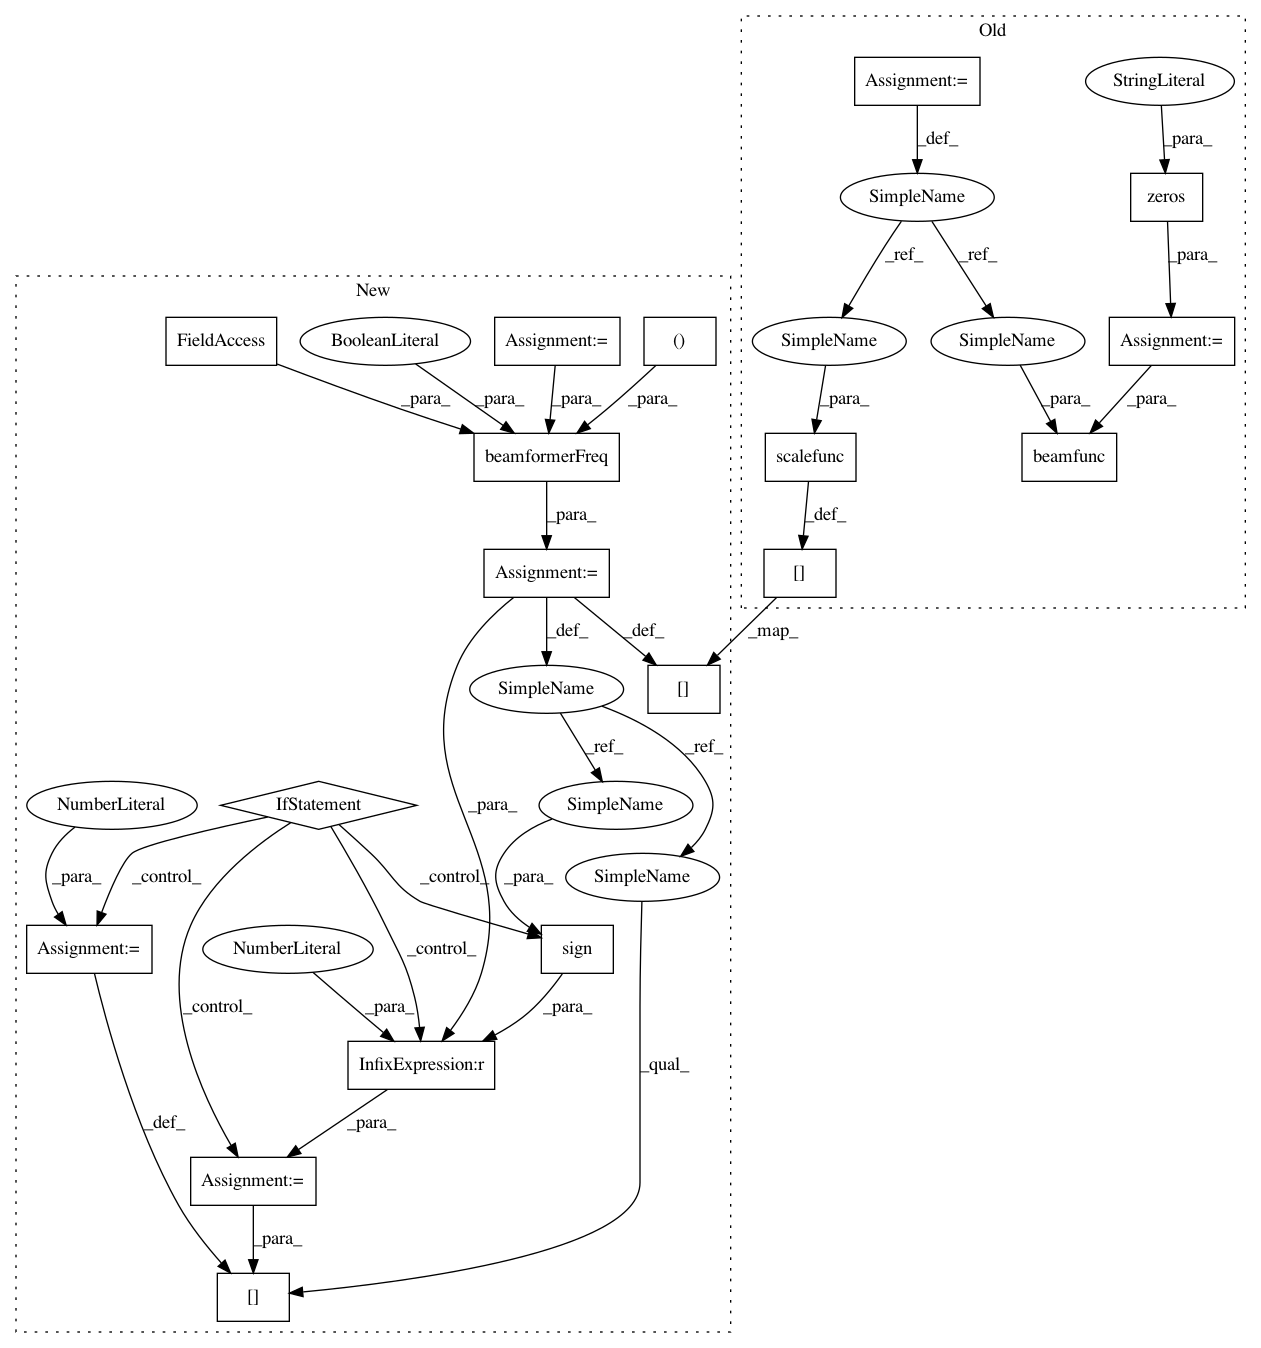 Old
Assignment:=
StringLiteral
_def_
_para_
SimpleName
zeros
_ref_
_ref_
_para_
New
FieldAccess
BooleanLiteral
Assignment:=
()
SimpleName
SimpleName
Assignment:=
_para_
_para_
_para_
_para_
_para_
_para_
_para_
beamformerFreq
scalefunc
beamfunc
_para_
_def_
Assignment:=
[]
_def_
_def_
_map_
SimpleName
[]
_ref_
_ref_
NumberLiteral
IfStatement
SimpleName
_para_
_para_
_control_
_control_
_para_
SimpleName
Assignment:=
NumberLiteral
_control_
sign
_control_
_para_
_para_
InfixExpression:r
_qual_
_def_
_para_
Assignment:=
_para_
[]